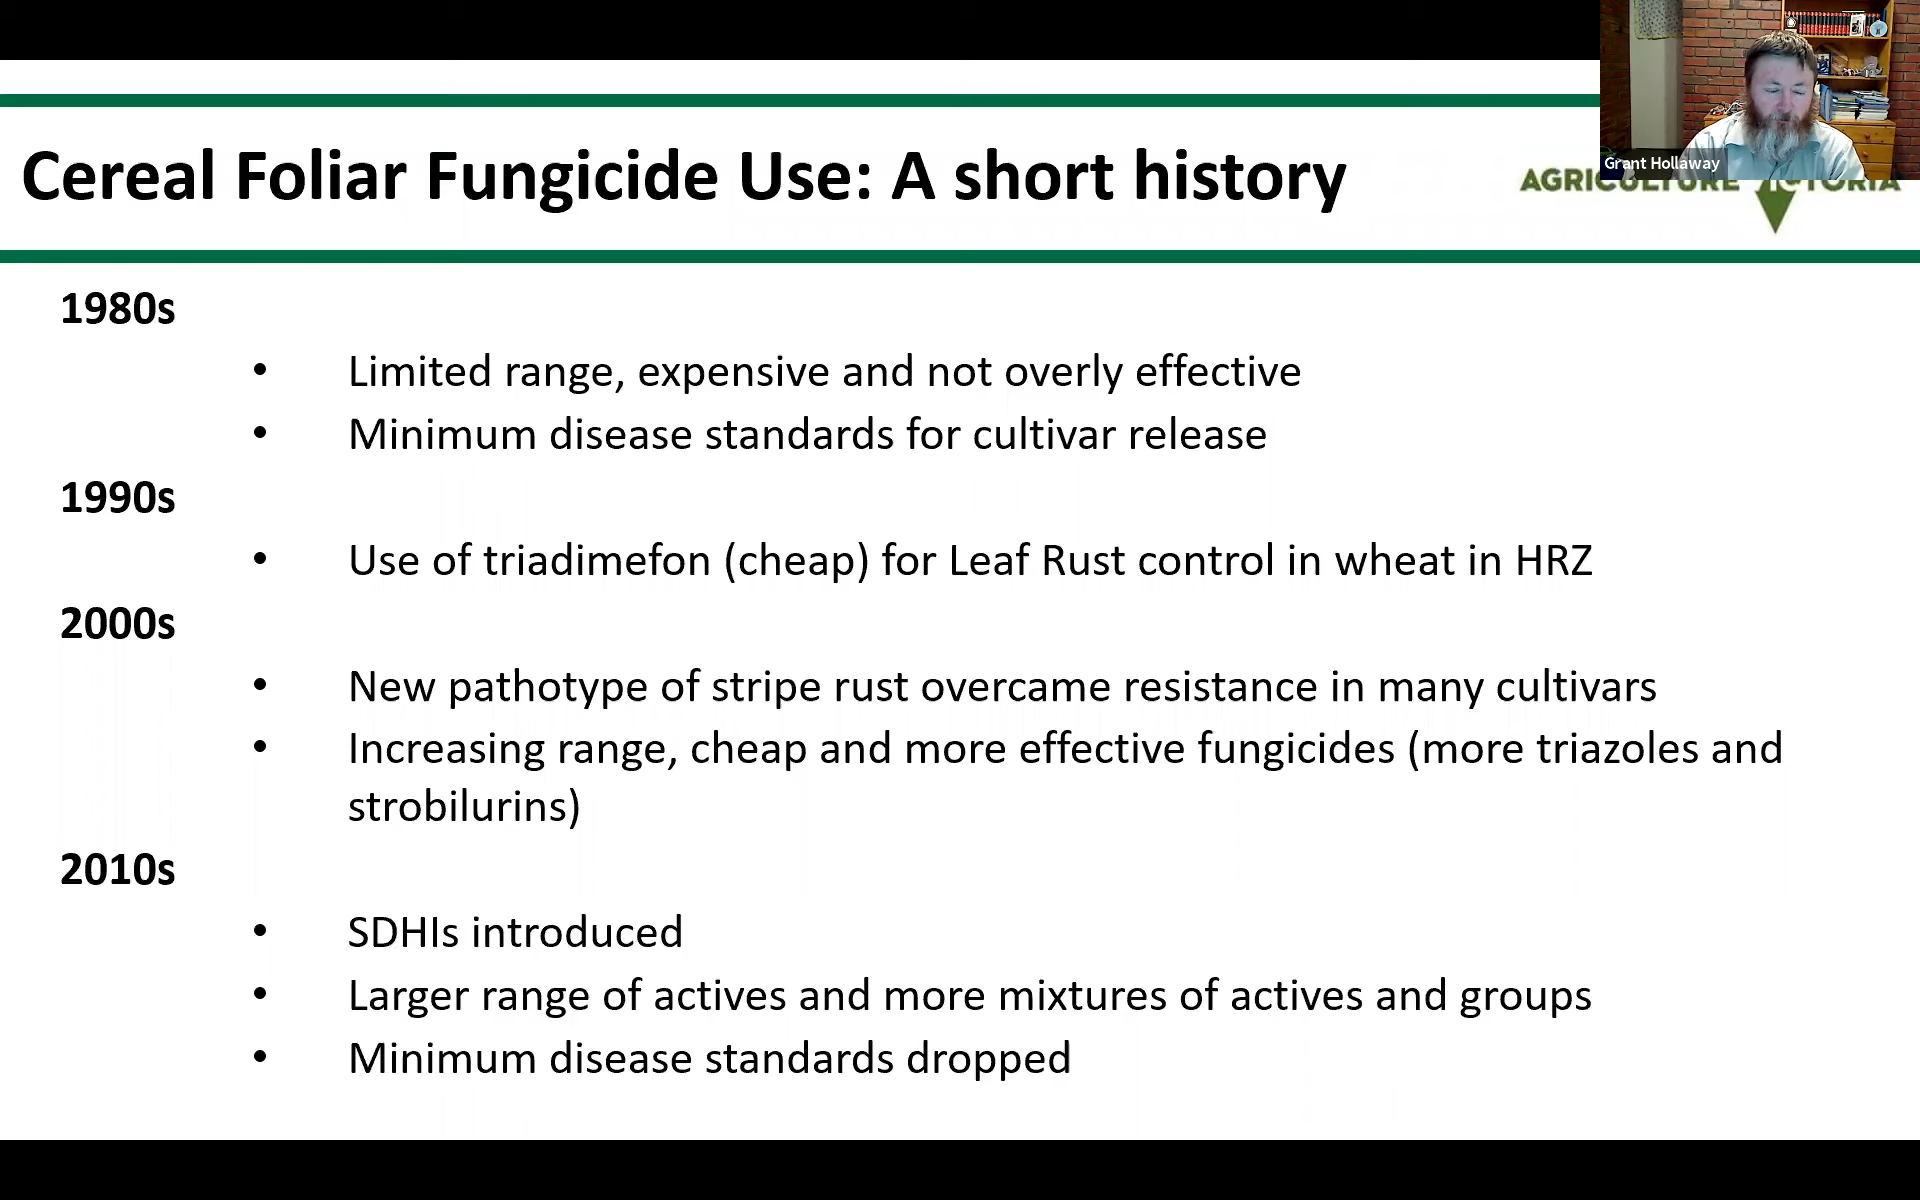 Grant Hollaway
Cereal Foliar Fungicide Use: A short history
AGRICULTURE VICTORIA
1980s
• Limited range, expensive and not overly effective
• Minimum disease standards for cultivar release
1990s
• Use of triadimefon (cheap) for Leaf Rust control in wheat in HRZ
2000s
• New pathotype of stripe rust overcame resistance in many cultivars
• Increasing range, cheap and more effective fungicides (more triazoles and
strobilurins)
2010s
• SDHIs introduced
• Larger range of actives and more mixtures of actives and groups
• Minimum disease standards dropped